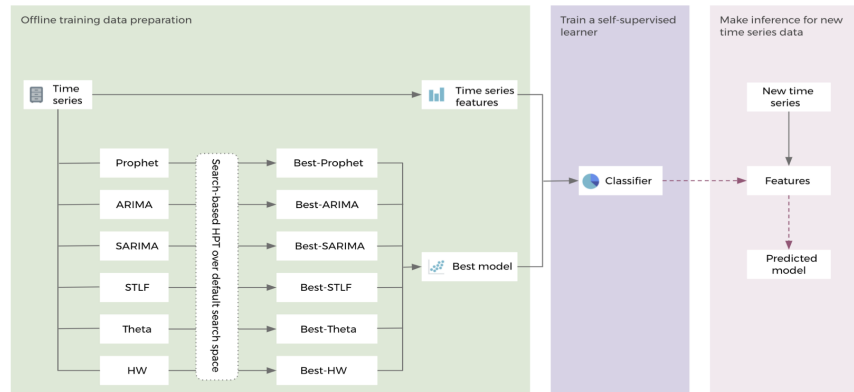 Offline training data preparation
Train a self-supervised
learner
Make inference for new
time series data
Time
series
Time series
features
New time
series
Prophet
Best-Prophet
Classifier
Features
ARIMA
Best-ARIMA
SARIMA
Best-SARIMA
Search-based HPT over default search space
Best model
Predicted
model
STLF
Best-STLF
Theta
Best-Theta
HW
Best-HW